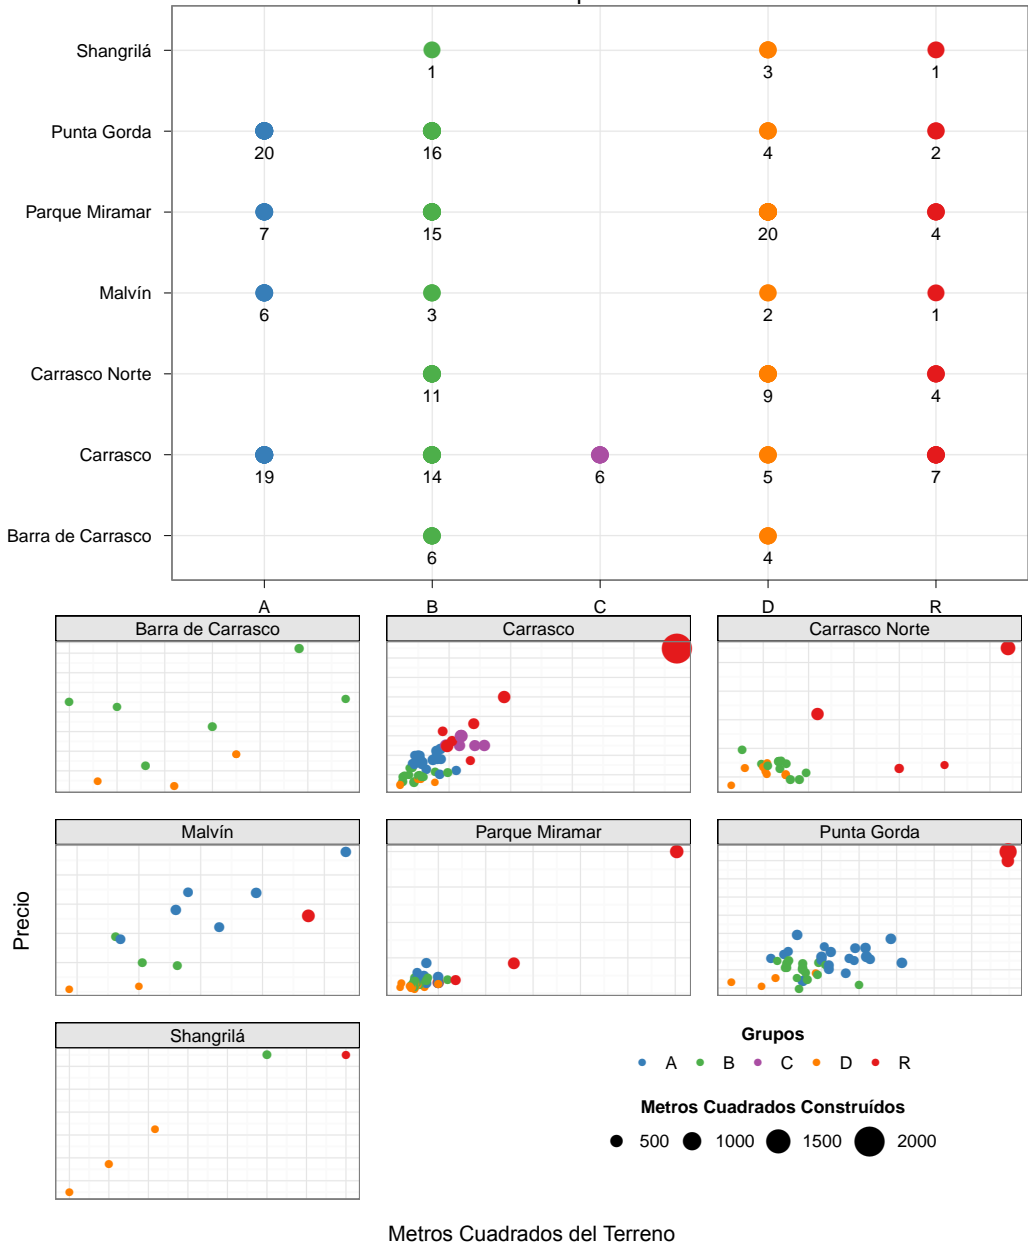 Shangrilá
1 3 1
Punta Gorda
20 16 4 2
Parque Miramar
7 15 20 4
Malvín
6 3 2 1
Carrasco Norte
11 9 4
Carrasco
19 14 6 5 7
Barra de Carrasco
6 4
A B C D R
Barra de Carrasco Carrasco Carrasco Norte
Malvín Parque Miramar Punta Gorda
Precio
Shangrilá
Grupos
A B C D R
Metros Cuadrados Construídos
500 1000 1500 2000
Metros Cuadrados del Terreno